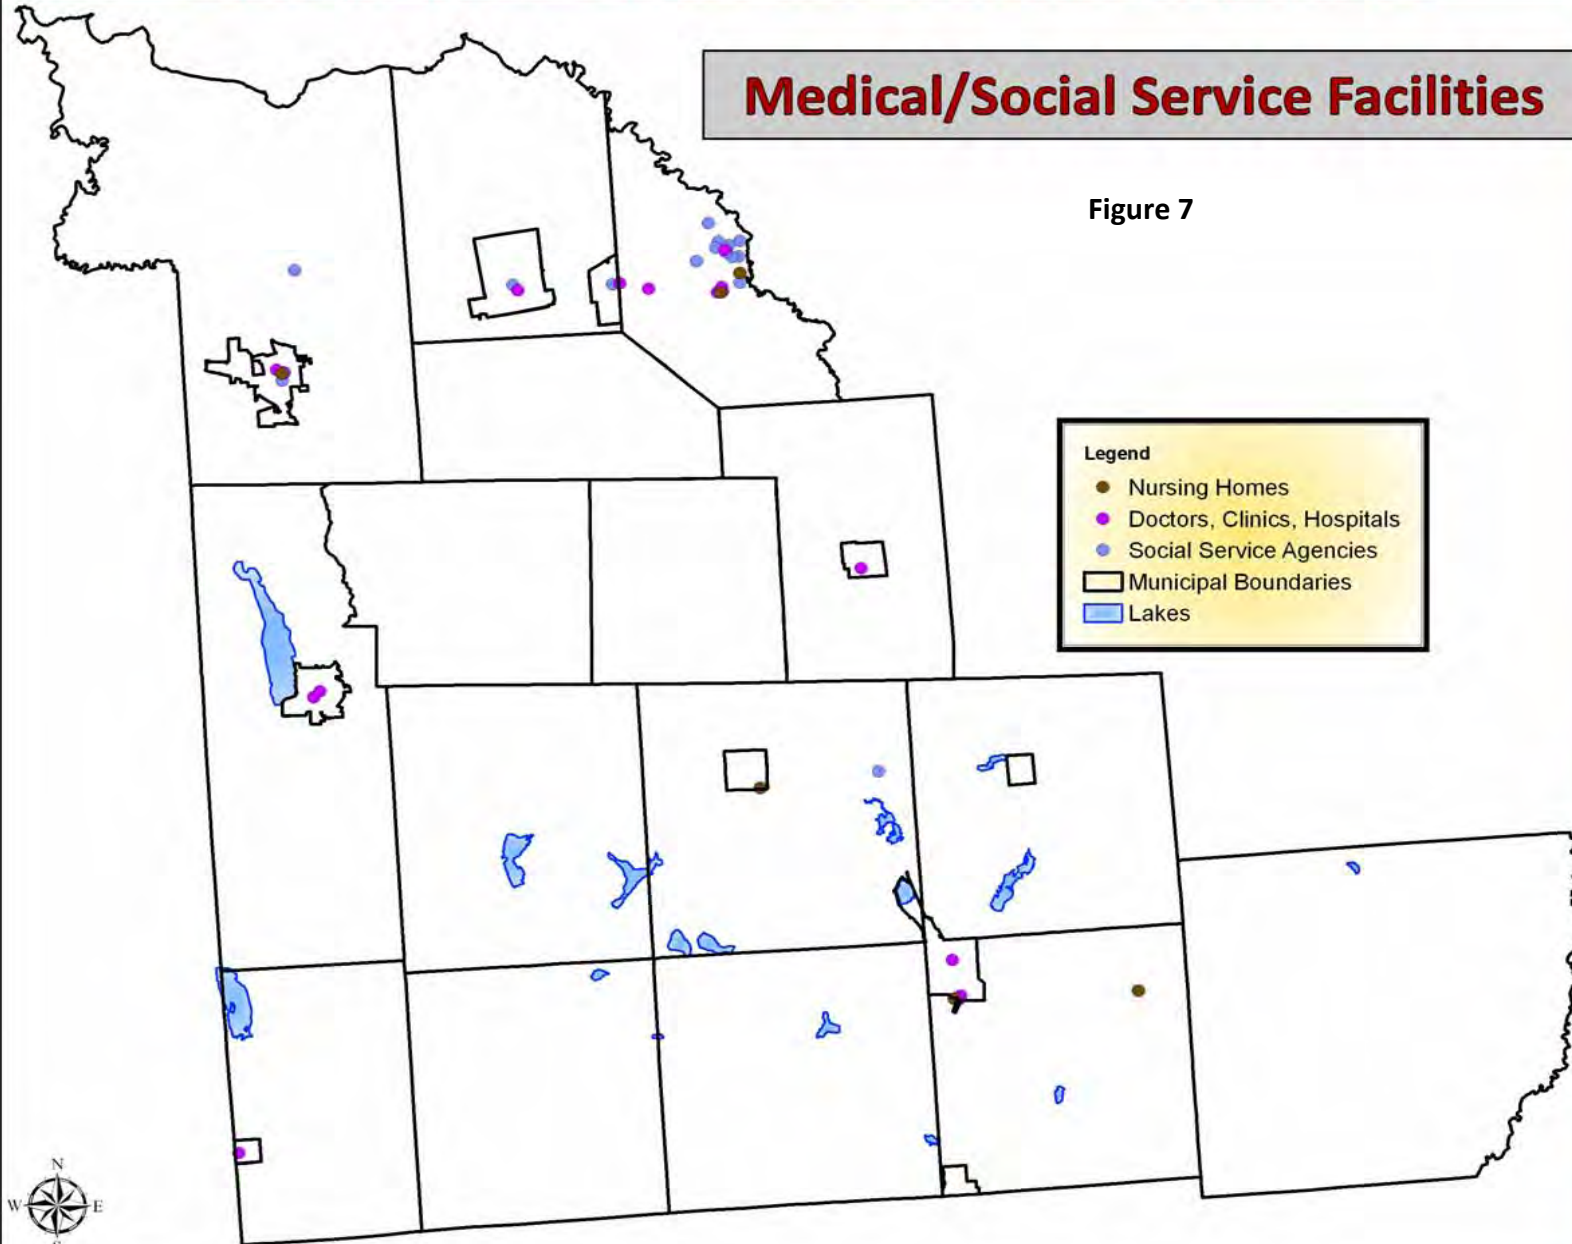 Medical/Social Service Facilities
Figure 7
Legend
Nursing Homes
Doctors, Clinics, Hospitals
Social Service Agencies
Municipal Boundaries
Lakes
N
W E
S